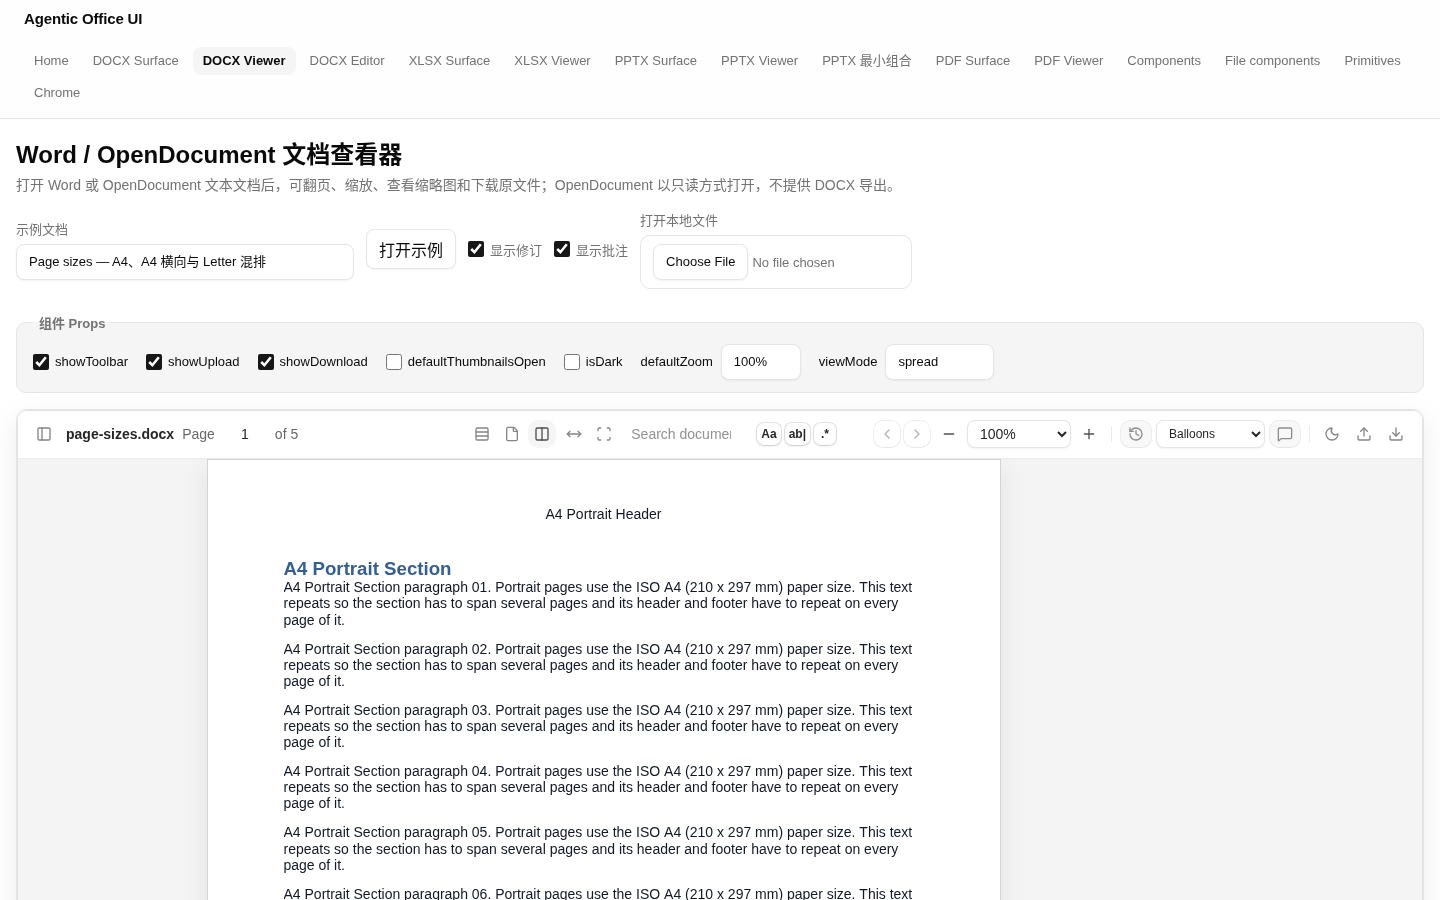 Agentic Office UI
Home DOCX Surface DOCX Viewer DOCX Editor XLSX Surface XLSX Viewer PPTX Surface PPTX Viewer PPTX 最小组合 PDF Surface PDF Viewer Components File components Primitives
Chrome
Word / OpenDocument 文档查看器
打开 Word 或 OpenDocument 文本文档后，可翻页、缩放、查看缩略图和下载原文件；OpenDocument 以只读方式打开，不提供 DOCX 导出。
示例文档
Page sizes — A4、A4 横向与 Letter 混排
打开示例
显示修订
显示批注
打开本地文件
Choose File No file chosen
组件 Props
showToolbar showUpload showDownload defaultThumbnailsOpen isDark defaultZoom 100% viewMode spread
page-sizes.docx Page 1 of 5 Search documen Aa ab| .* 100% Balloons
A4 Portrait Header
A4 Portrait Section
A4 Portrait Section paragraph 01. Portrait pages use the ISO A4 (210 x 297 mm) paper size. This text
repeats so the section has to span several pages and its header and footer have to repeat on every
page of it.
A4 Portrait Section paragraph 02. Portrait pages use the ISO A4 (210 x 297 mm) paper size. This text
repeats so the section has to span several pages and its header and footer have to repeat on every
page of it.
A4 Portrait Section paragraph 03. Portrait pages use the ISO A4 (210 x 297 mm) paper size. This text
repeats so the section has to span several pages and its header and footer have to repeat on every
page of it.
A4 Portrait Section paragraph 04. Portrait pages use the ISO A4 (210 x 297 mm) paper size. This text
repeats so the section has to span several pages and its header and footer have to repeat on every
page of it.
A4 Portrait Section paragraph 05. Portrait pages use the ISO A4 (210 x 297 mm) paper size. This text
repeats so the section has to span several pages and its header and footer have to repeat on every
page of it.
A4 Portrait Section paragraph 06. Portrait pages use the ISO A4 (210 x 297 mm) paper size. This text